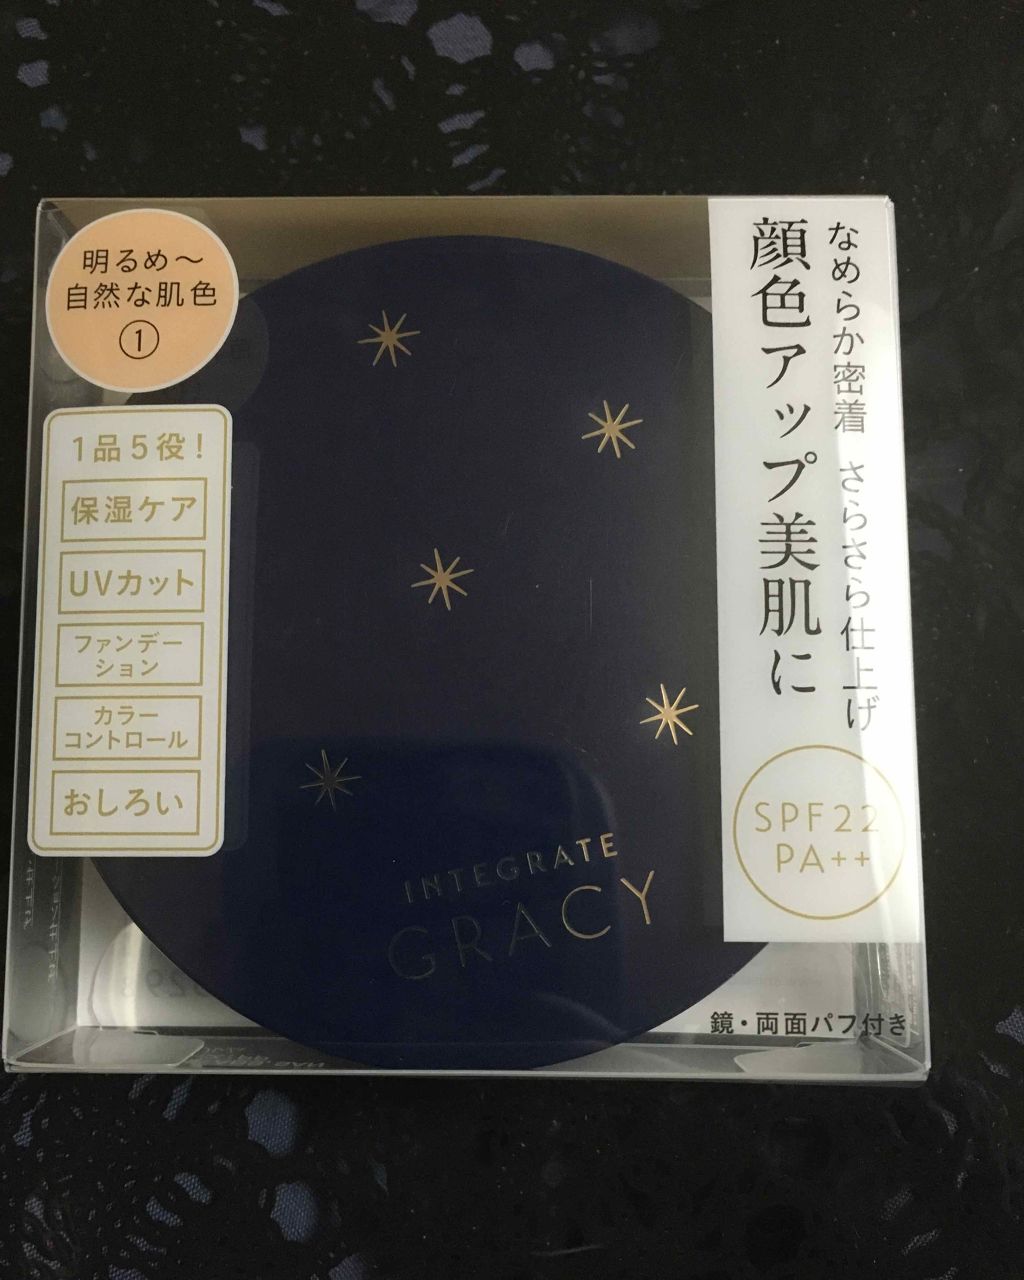 明るめ～
自然な肌色
①
1品5役!
保湿ケア
UVカット
ファンデー
ション
カラー
コントロール
おしろい
なめらか密着 さらさら仕上げ
顔色アップ美肌に
SPF22
PA++
INTEGRATE
GRACY
鏡・両面パフ付き